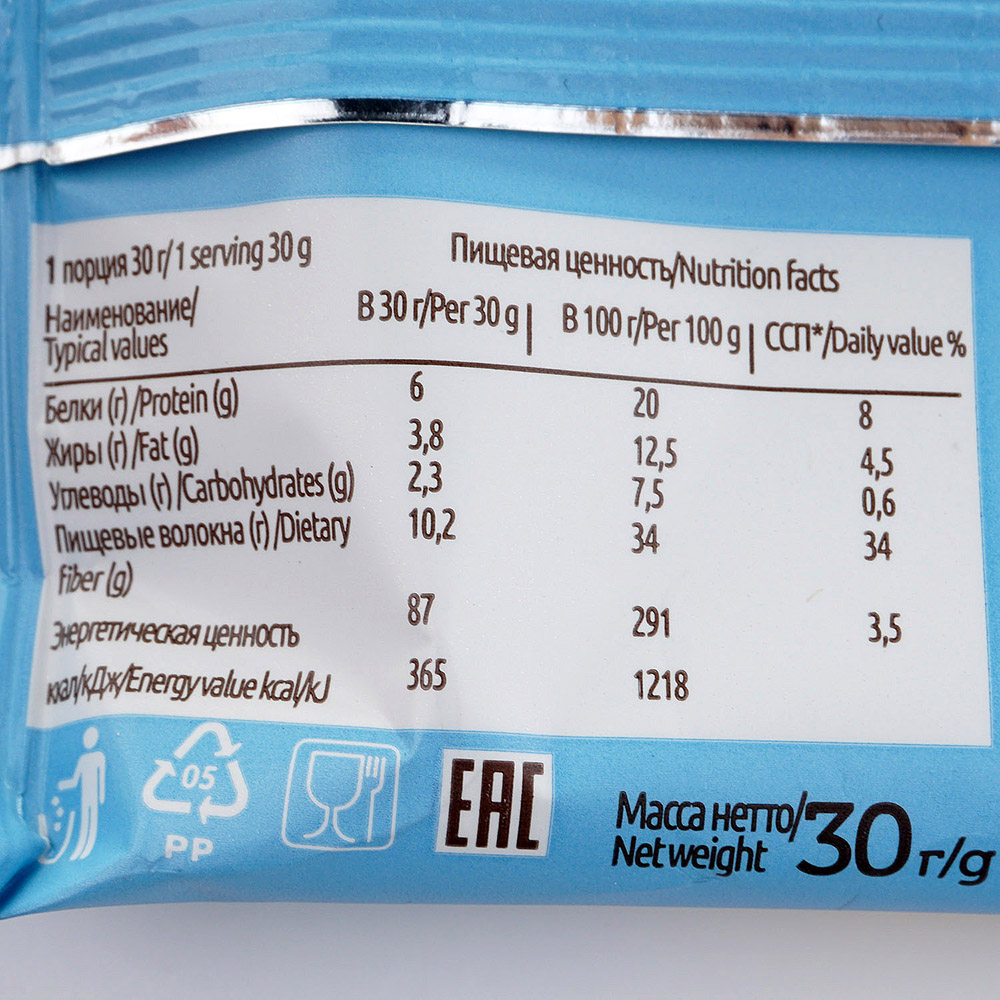 1 порция 30 г/1 serving 30 g
Пищевая ценность/Nutrition facts
Наименование/
Typical values
В 30 г/Per 30 g | В 100 г/Per 100 g | ССП*/Daily value %
Белки (г)/Protein (g) 6 20 8
Жиры (г)/Fat (g) 3,8 12,5 4,5
Углеводы (г)/Carbohydrates (g) 2,3 7,5 0,6
Пищевые волокна (г)/Dietary 10,2 34 34
fiber (g)
Энергетическая ценность 87 291 3,5
ккал/кДж/Energy value kcal/kJ 365 1218
05
PP
EAC
Масса нетто/
Net weight
30 г/g